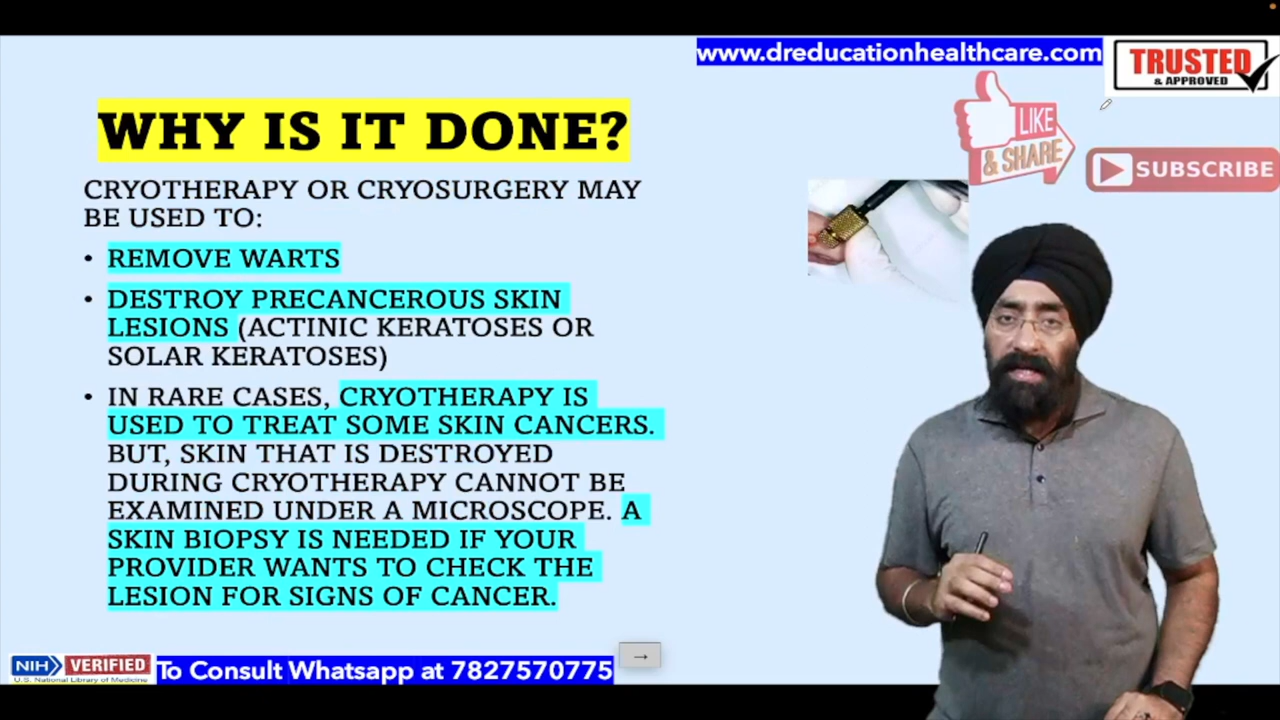 www.dreducationhealthcare.com
TRUSTED
& APPROVED
LIKE
& SHARE
SUBSCRIBE
WHY IS IT DONE?
CRYOTHERAPY OR CRYOSURGERY MAY
BE USED TO:
• REMOVE WARTS
• DESTROY PRECANCEROUS SKIN
LESIONS (ACTINIC KERATOSES OR
SOLAR KERATOSES)
• IN RARE CASES, CRYOTHERAPY IS
USED TO TREAT SOME SKIN CANCERS.
BUT, SKIN THAT IS DESTROYED
DURING CRYOTHERAPY CANNOT BE
EXAMINED UNDER A MICROSCOPE. A
SKIN BIOPSY IS NEEDED IF YOUR
PROVIDER WANTS TO CHECK THE
LESION FOR SIGNS OF CANCER.
→
NIH VERIFIED
U.S. National Library of Medicine
To Consult Whatsapp at 7827570775